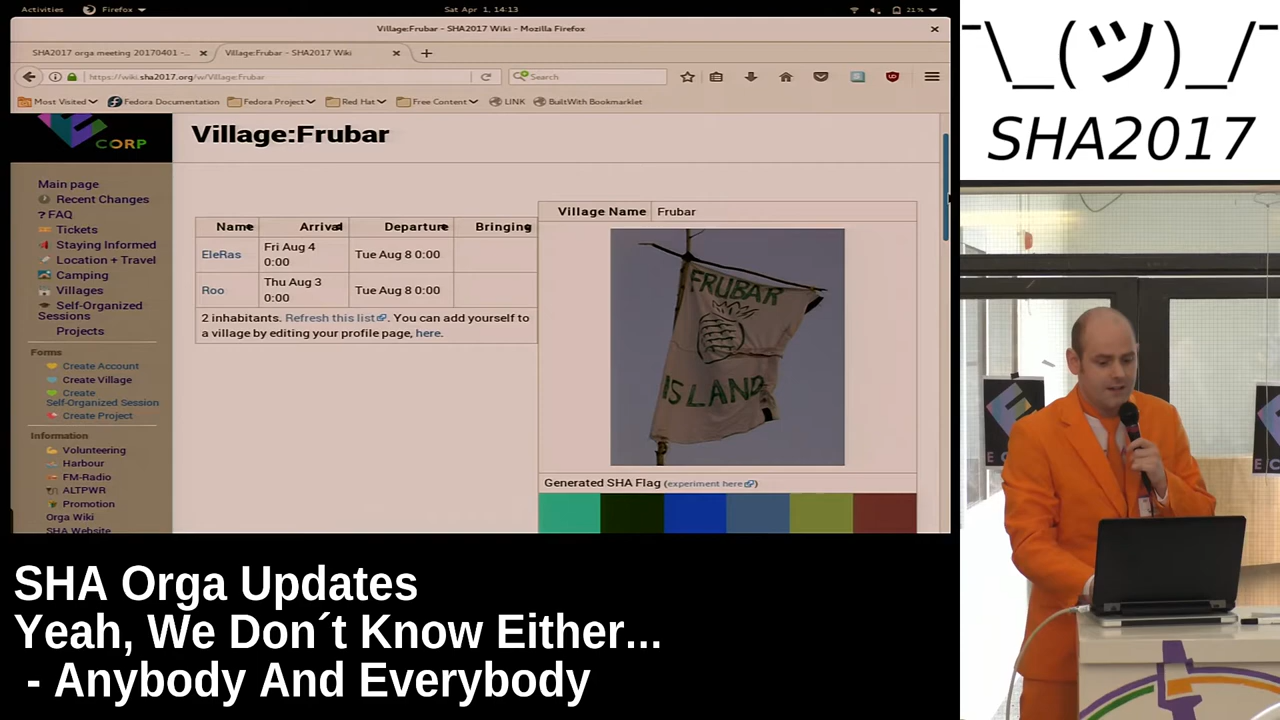 Activities Firefox Sat Apr 1, 14:13 21%
Village:Frubar - SHA2017 Wiki - Mozilla Firefox
SHA2017 orga meeting 20170401 -... Village:Frubar - SHA2017 Wiki
https://wiki.sha2017.org/w/Village:Frubar Search
Most Visited Fedora Documentation Fedora Project Red Hat Free Content LINK BuiltWith Bookmarklet
CORP
Main page
Recent Changes
? FAQ
Tickets
Staying Informed
Location + Travel
Camping
Villages
Self-Organized
Sessions
Projects
Forms
Create Account
Create Village
Create
Self-Organized Session
Create Project
Information
Volunteering
Harbour
FM-Radio
ALTPWR
Promotion
Orga Wiki
SHA Website
Village:Frubar
Name Arrival Departure Bringing
EleRas Fri Aug 4 0:00 Tue Aug 8 0:00
Roo Thu Aug 3 0:00 Tue Aug 8 0:00
2 inhabitants. Refresh this list. You can add yourself to
a village by editing your profile page, here.
Village Name Frubar
FRUBAR
ISLAND
Generated SHA Flag (experiment here)
¯\_(ツ)_/¯
SHA2017
E C
E C
SHA Orga Updates
Yeah, We Don´t Know Either...
- Anybody And Everybody